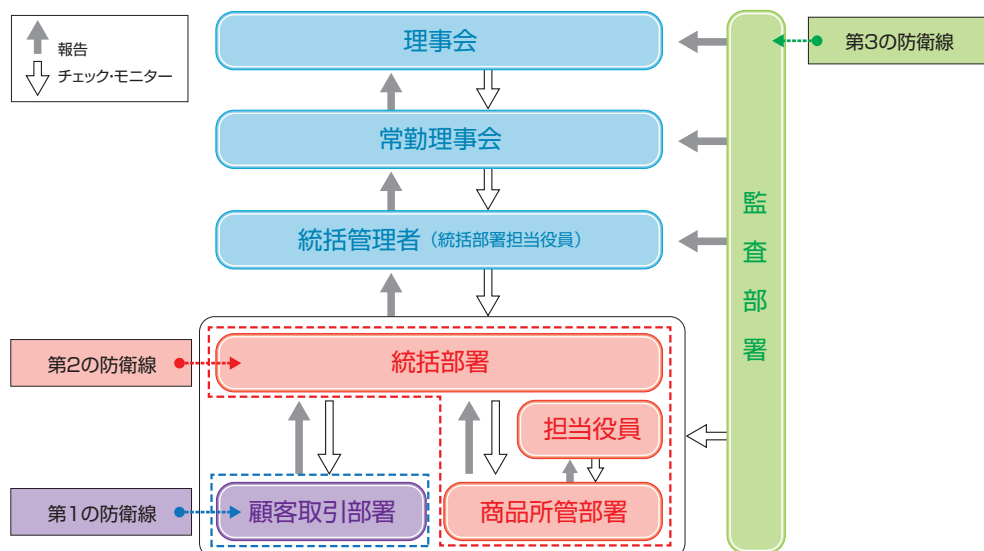 報告
チェック・モニター
理事会
第3の防衛線
常勤理事会
統括管理者（統括部署担当役員）
監査部署
第2の防衛線
統括部署
担当役員
第1の防衛線
顧客取引部署
商品所管部署